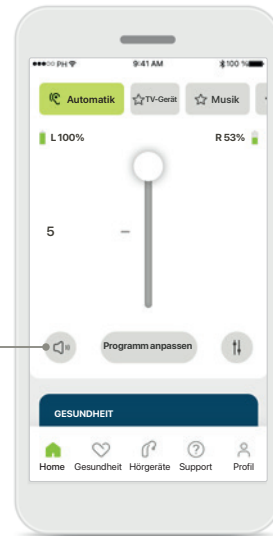 PH 9:41 AM 100 %
Automatik TV-Gerät Musik
L 100% R 53%
5
Programm anpassen
GESUNDHEIT
Home Gesundheit Hörgeräte Support Profil